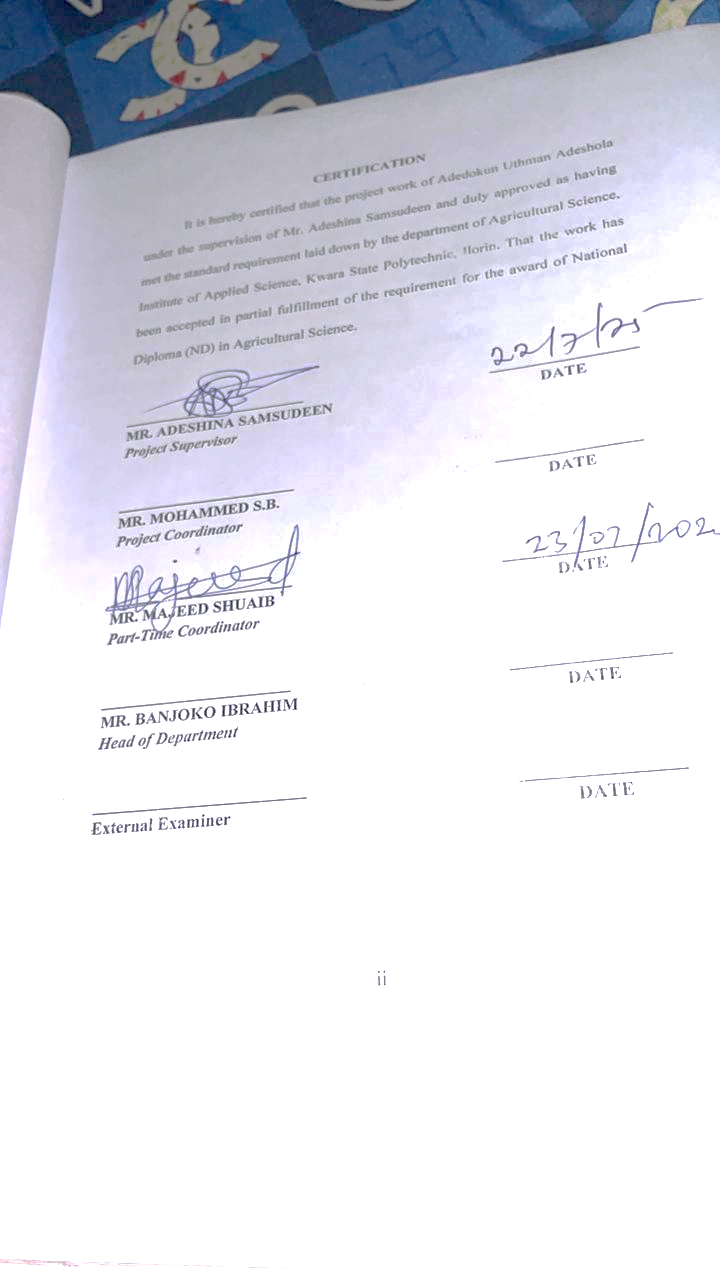 CERTIFICATION
It is hereby certified that the project work of Adedokun Uthman Adeshola
under the supervision of Mr. Adeshina Samsudeen and duly approved as having
met the standard requirement laid down by the department of Agricultural Science,
Institute of Applied Science, Kwara State Polytechnic, Ilorin. That the work has
been accepted in partial fulfillment of the requirement for the award of National
Diploma (ND) in Agricultural Science.
22/7/25
MR. ADESHINA SAMSUDEEN DATE
Project Supervisor
MR. MOHAMMED S.B. DATE
Project Coordinator
Majeed 23/07/202
MR. MAJEED SHUAIB DATE
Part-Time Coordinator
MR. BANJOKO IBRAHIM DATE
Head of Department
External Examiner DATE
ii